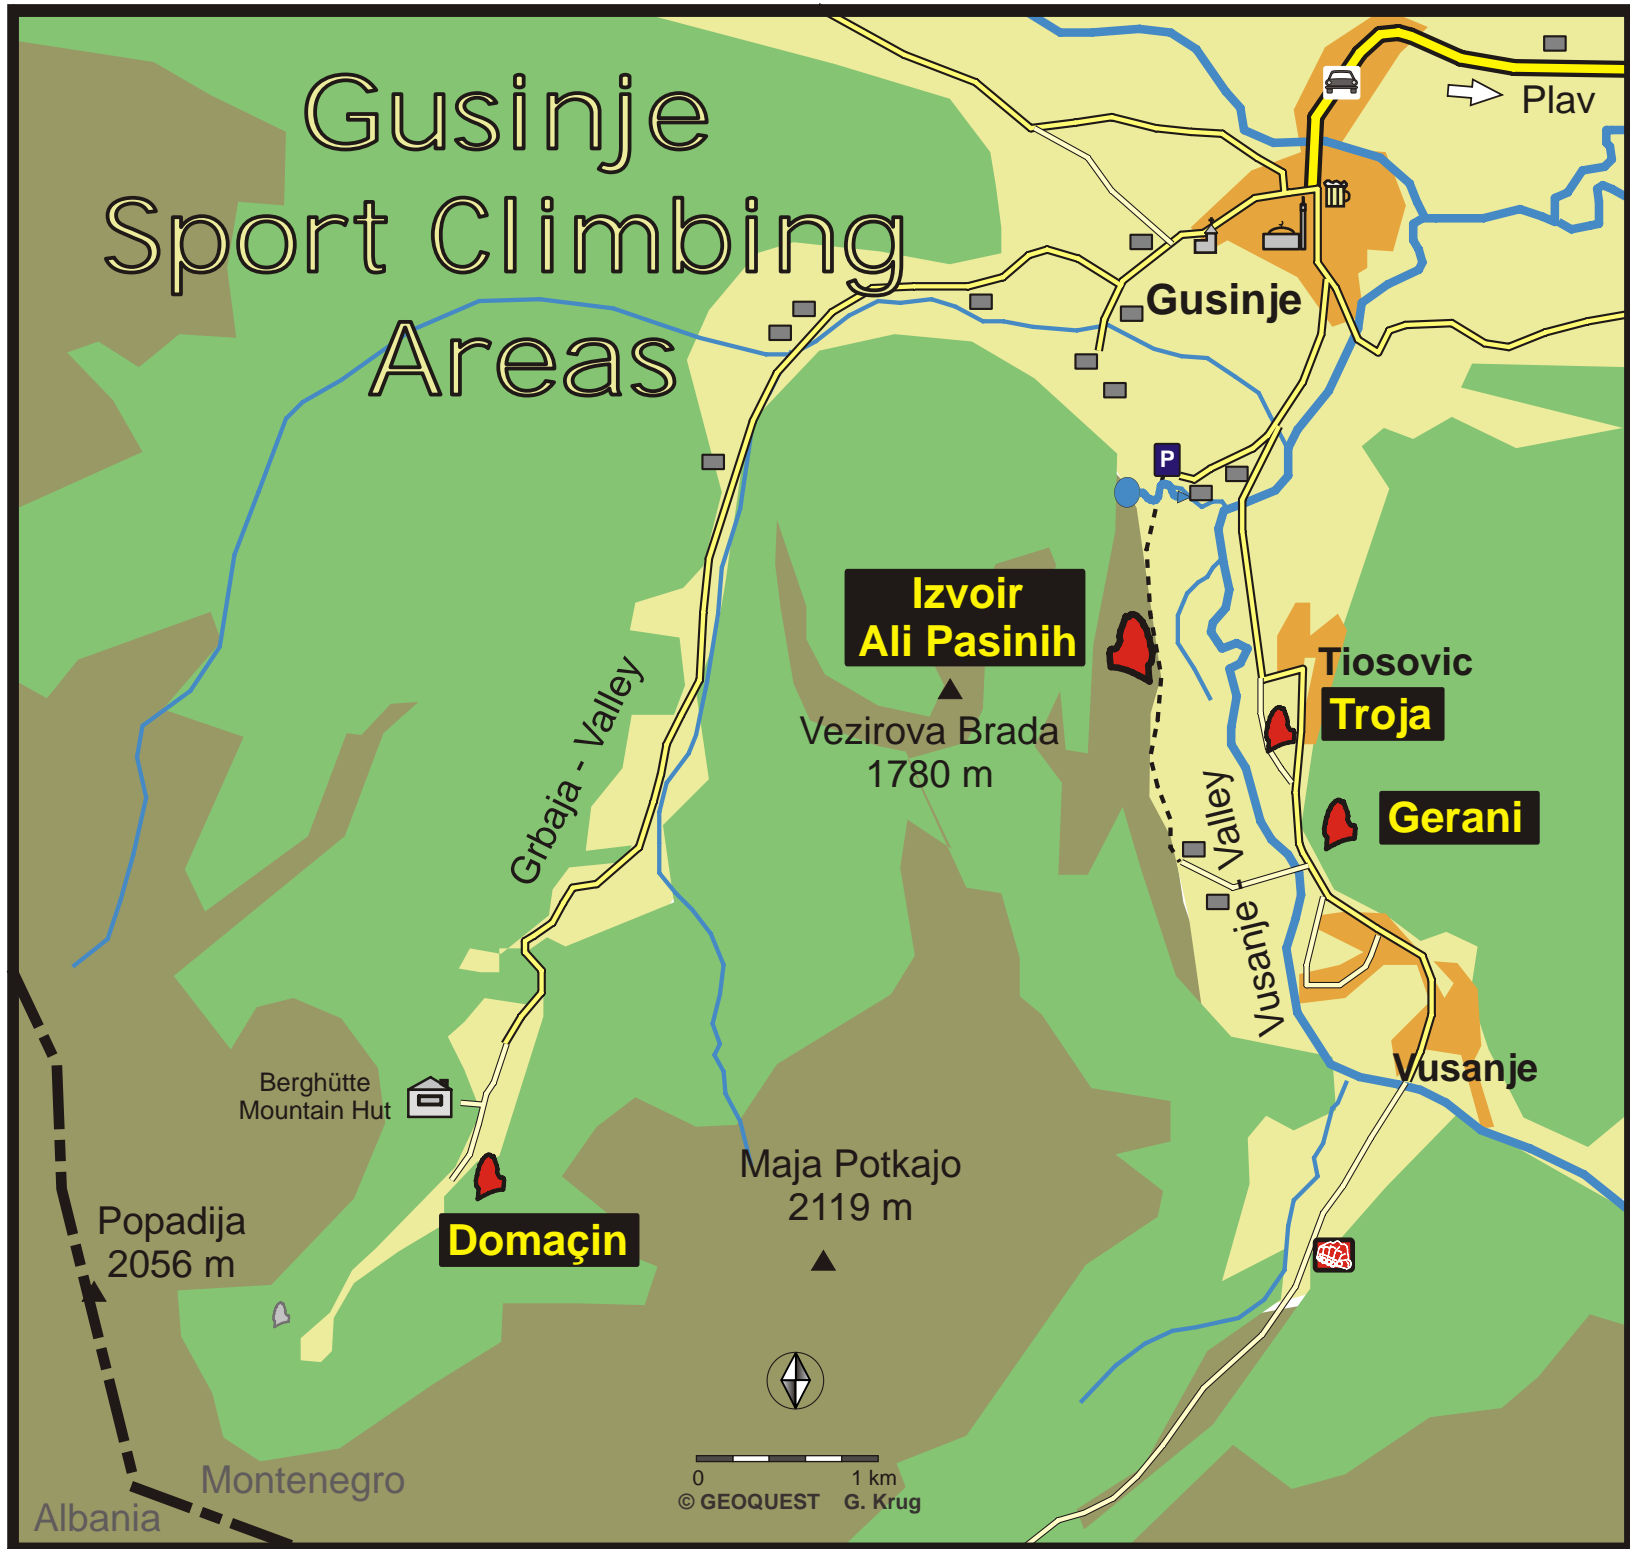 Gusinje
Sport Climbing
Areas
Plav
Gusinje
P
Izvoir
Ali Pasinih
Tiosovic
Troja
Vezirova Brada
1780 m
Grbaja - Valley
Gerani
Vusanje - Valley
Vusanje
Berghütte
Mountain Hut
Maja Potkajo
2119 m
Popadija
2056 m
Domaçin
Montenegro
Albania
0 1 km
© GEOQUEST G. Krug